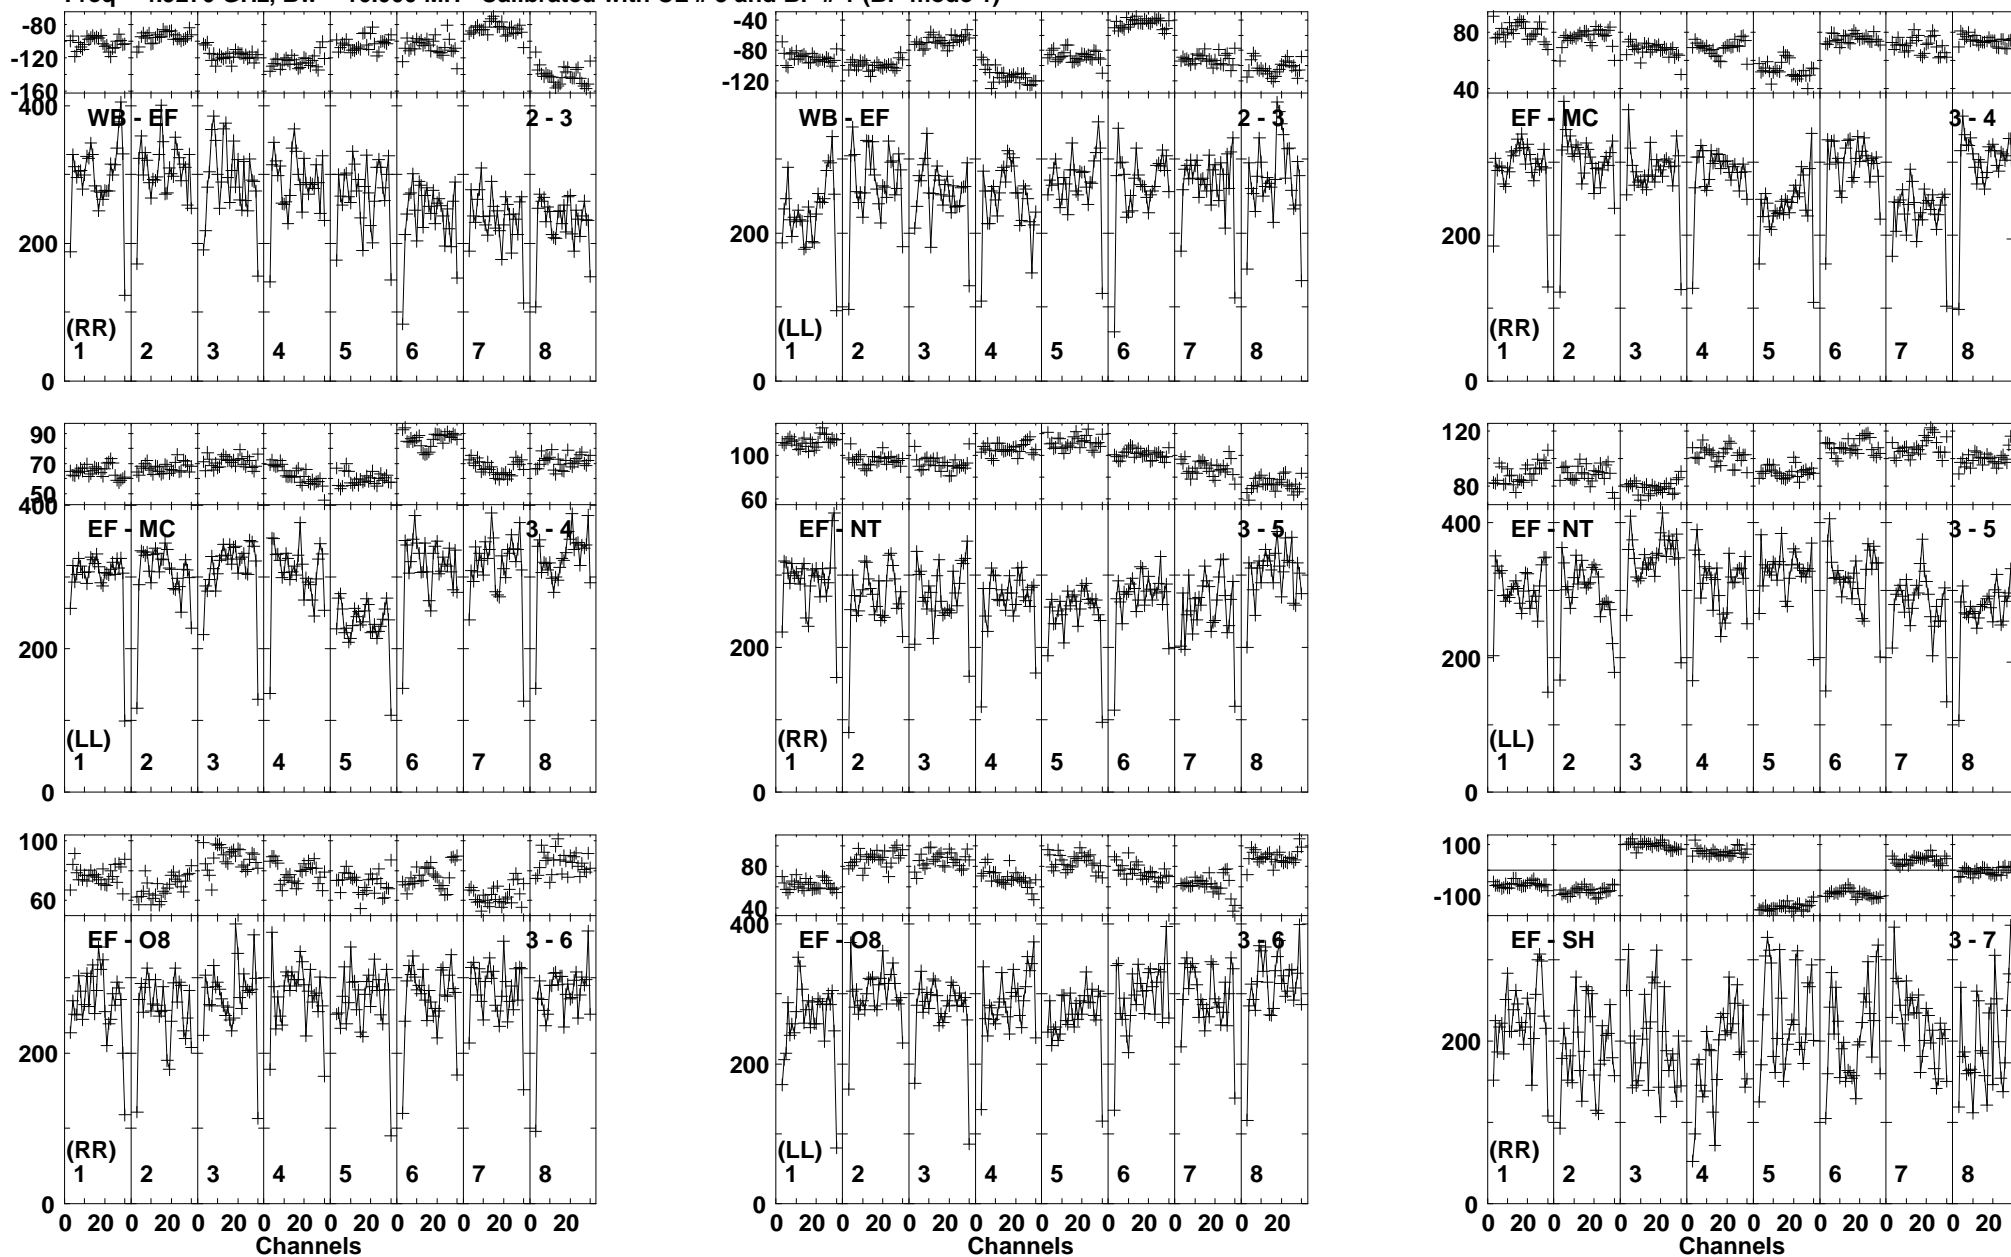 -80 -120 -160 400 200 0
WB - EF 2 - 3
(RR)
1 2 3 4 5 6 7 8
-40 -80 -120 200 0
WB - EF 2 - 3
(LL)
1 2 3 4 5 6 7 8
80 40 200 0
EF - MC 3 - 4
(RR)
1 2 3 4 5 6 7 8
90 70 50 400 200 0
EF - MC 3 - 4
(LL)
1 2 3 4 5 6 7 8
100 60 200 0
EF - NT 3 - 5
(RR)
1 2 3 4 5 6 7 8
120 80 400 200 0
EF - NT 3 - 5
(LL)
1 2 3 4 5 6 7 8
100 60 200 0
EF - O8 3 - 6
(RR)
1 2 3 4 5 6 7 8
0 20 0 20 0 20 0 20 0 20 0 20 0 20 0 20
Channels
80 40 400 200 0
EF - O8 3 - 6
(LL)
1 2 3 4 5 6 7 8
0 20 0 20 0 20 0 20 0 20 0 20 0 20 0 20
Channels
100 -100 200 0
EF - SH 3 - 7
(RR)
1 2 3 4 5 6 7 8
0 20 0 20 0 20 0 20 0 20 0 20 0 20 0 20
Channels